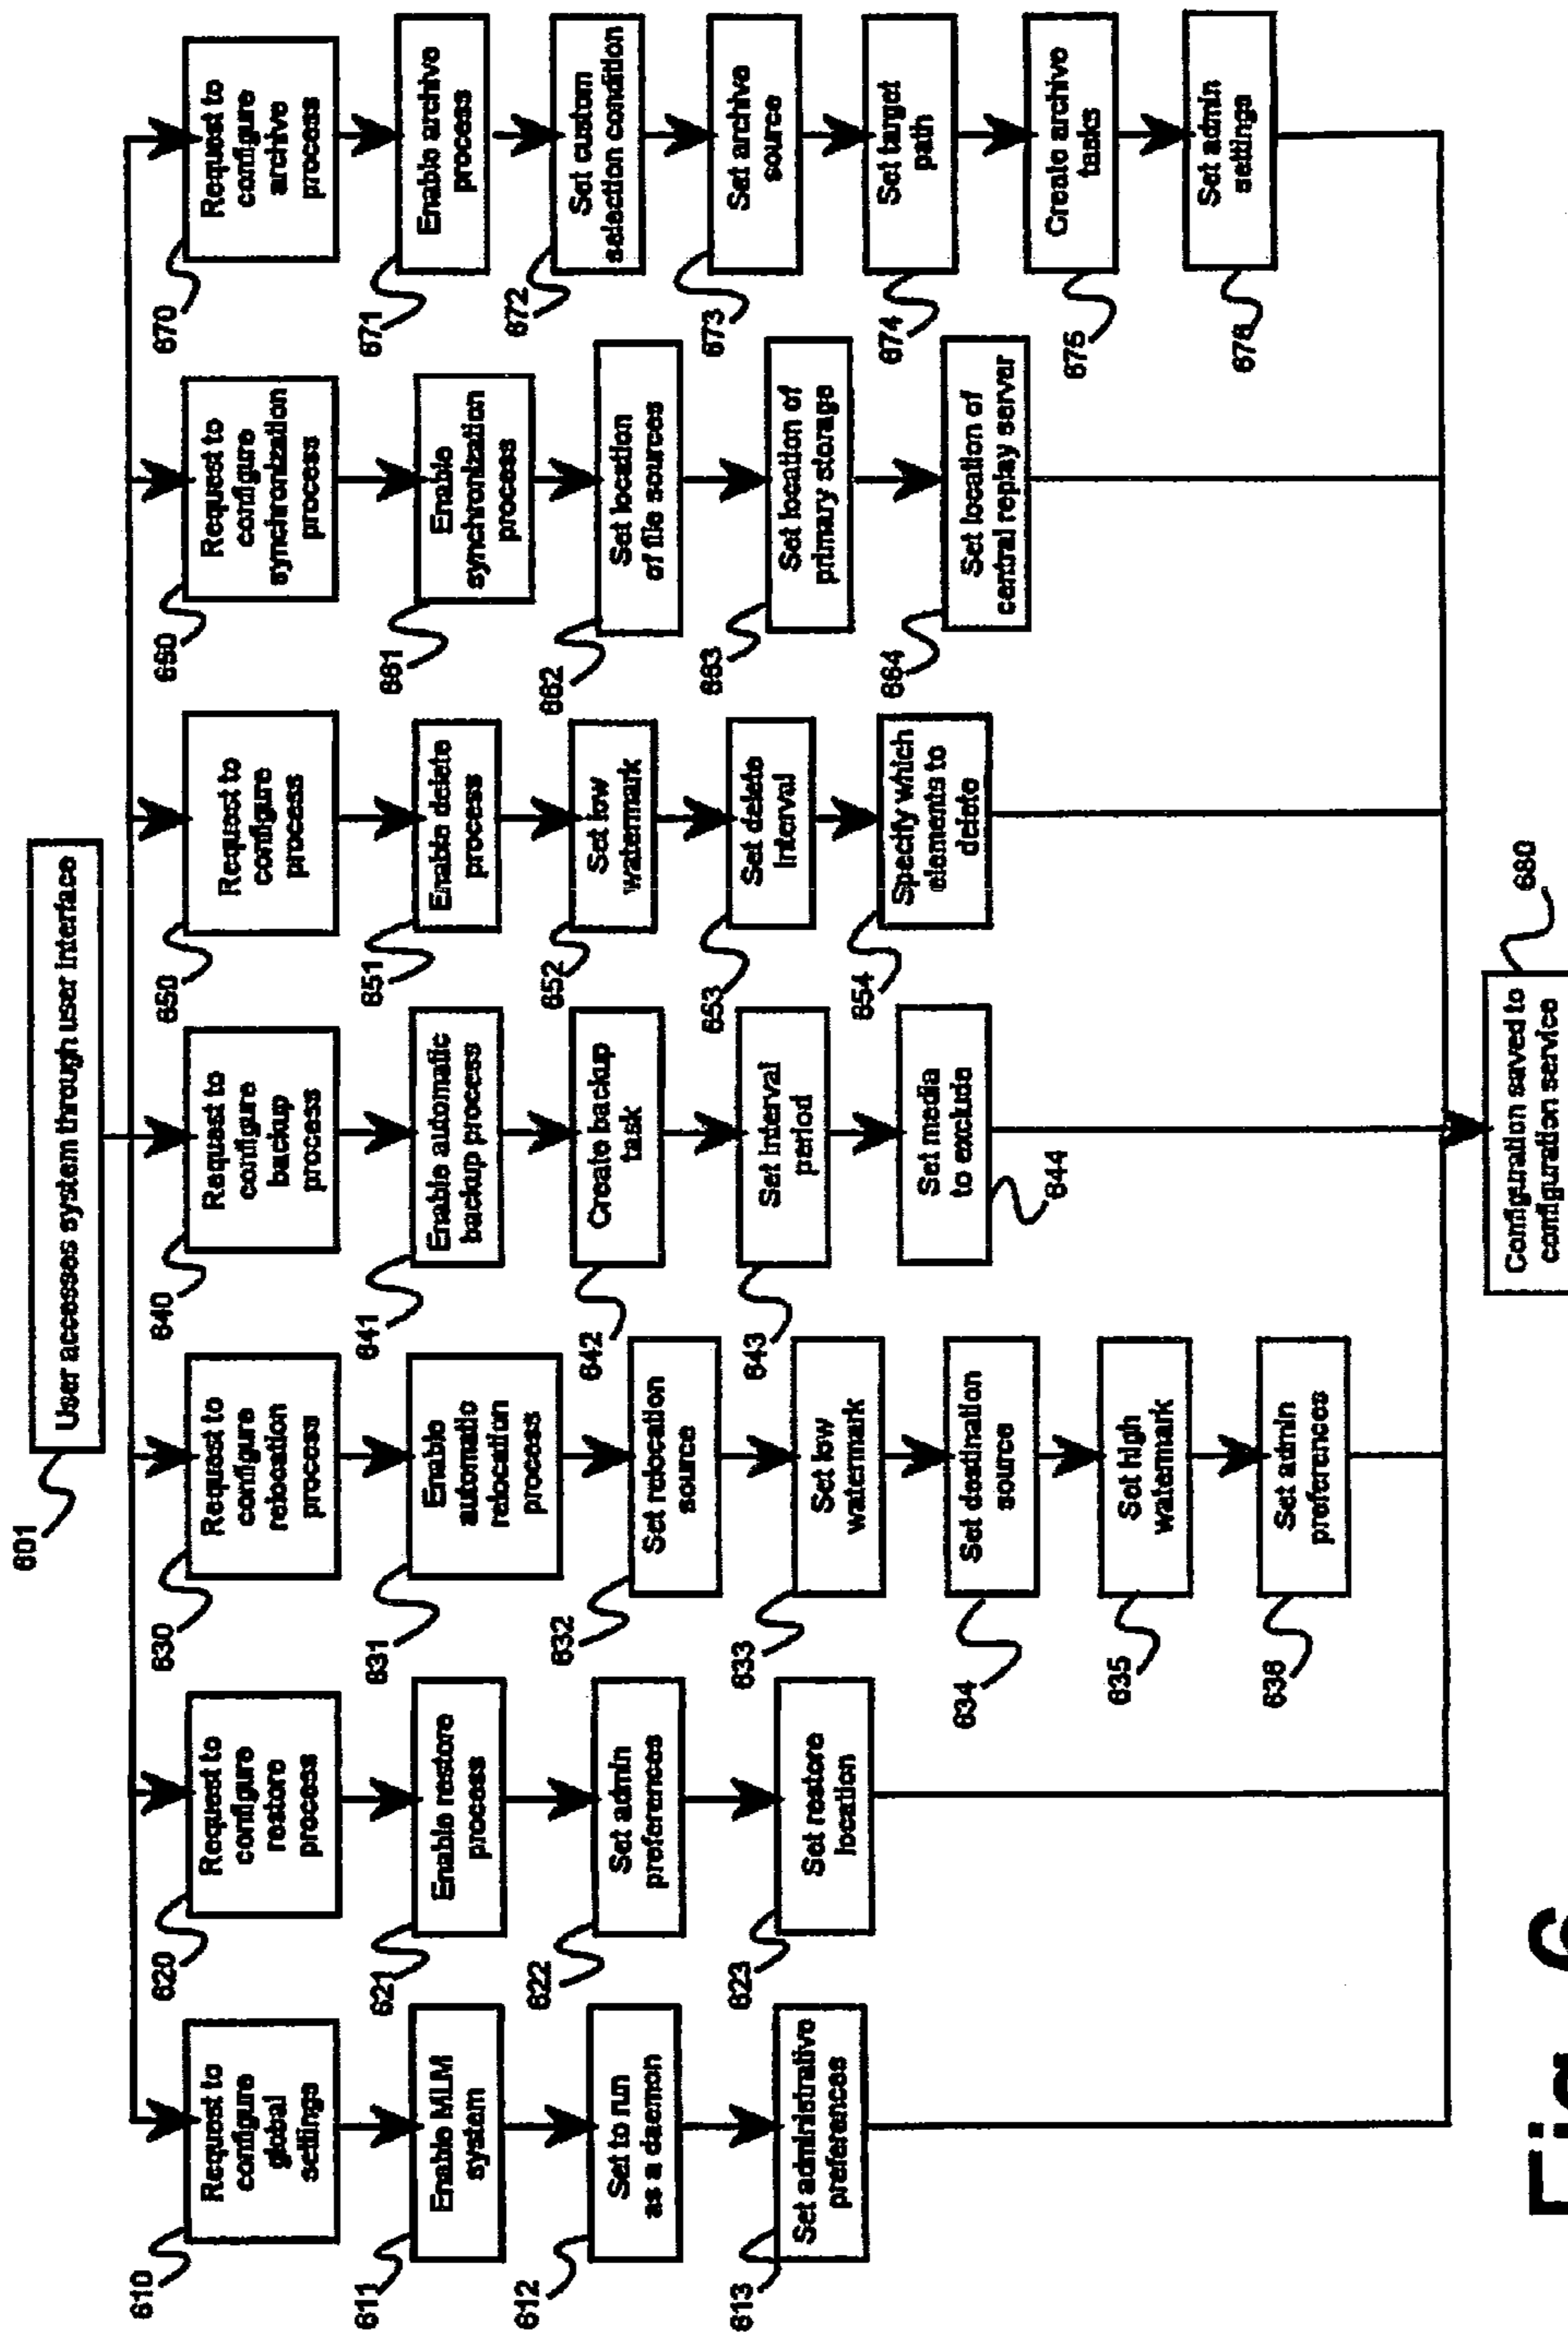 601
User accesses system through user interface
610
Request to
configure
global
settings
611
Enable MLM
system
612
Set to run
as a daemon
613
Set administrative
preferences
620
Request to
configure
restore
process
621
Enable restore
process
622
Set admin
preferences
623
Set restore
location
630
Request to
configure
relocation
process
631
Enable
automatic
relocation
process
632
Set relocation
source
633
Set low
watermark
634
Set destination
source
635
Set high
watermark
636
Set admin
preferences
640
Request to
configure
backup
process
641
Enable automatic
backup process
642
Create backup
task
643
Set interval
period
644
Set media
to exclude
650
Request to
configure
process
651
Enable delete
process
652
Set low
watermark
653
Set delete
interval
654
Specify which
elements to
delete
660
Request to
configure
synchronization
process
661
Enable
synchronization
process
662
Set location
of file sources
663
Set location of
primary storage
664
Set location of
central replay server
670
Request to
configure
archive
process
671
Enable archive
process
672
Set custom
selection condition
673
Set archive
source
674
Set target
path
675
Create archive
tasks
676
Set admin
settings
680
Configuration saved to
configuration service